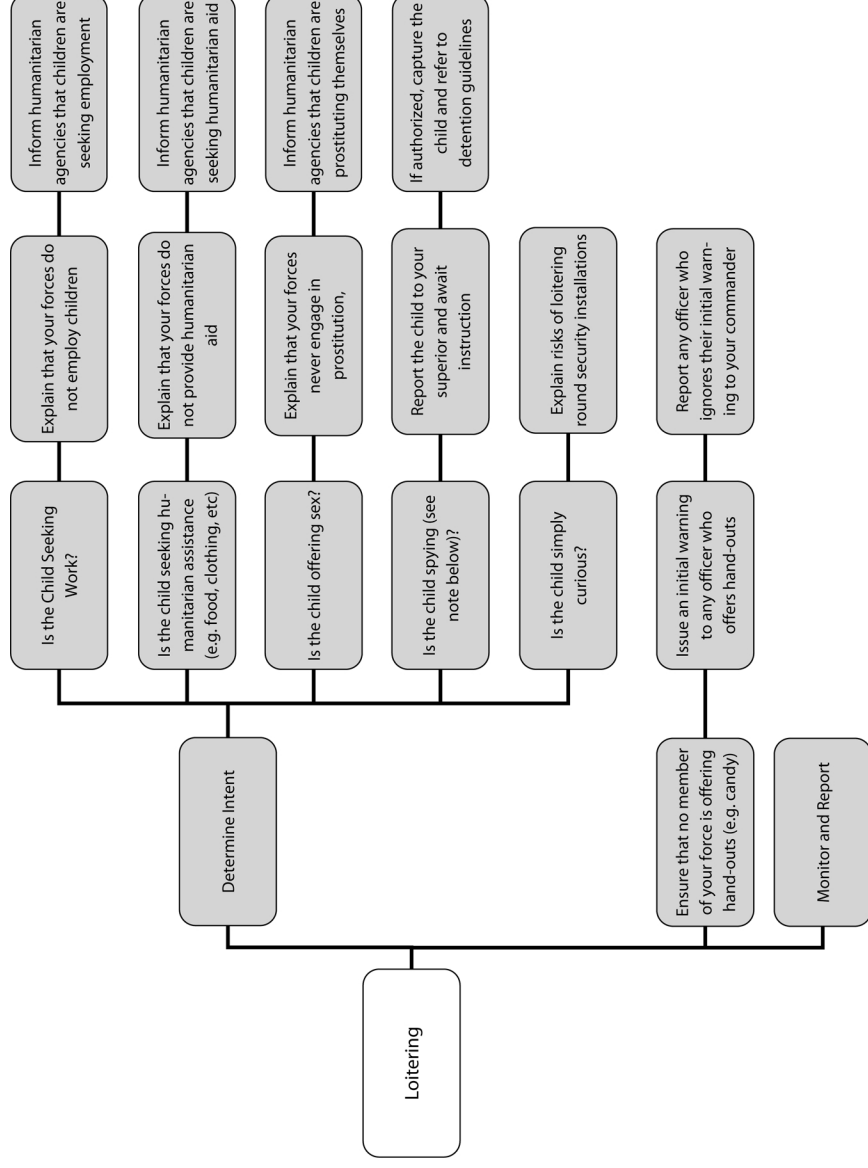 Loitering
Determine Intent
Is the Child Seeking
Work?
Explain that your forces do
not employ children
Inform humanitarian
agencies that children are
seeking employment
Is the child seeking hu-
manitarian assistance
(e.g. food, clothing, etc)
Explain that your forces do
not provide humanitarian
aid
Inform humanitarian
agencies that children are
seeking humanitarian aid
Is the child offering sex?
Explain that your forces
never engage in
prostitution,
Inform humanitarian
agencies that children are
prostituting themselves
Is the child spying (see
note below)?
Report the child to your
superior and await
instruction
If authorized, capture the
child and refer to
detention guidelines
Is the child simply
curious?
Explain risks of loitering
round security installations
Ensure that no member
of your force is offering
hand-outs (e.g. candy)
Issue an initial warning
to any officer who
offers hand-outs
Report any officer who
ignores their initial warn-
ing to your commander
Monitor and Report